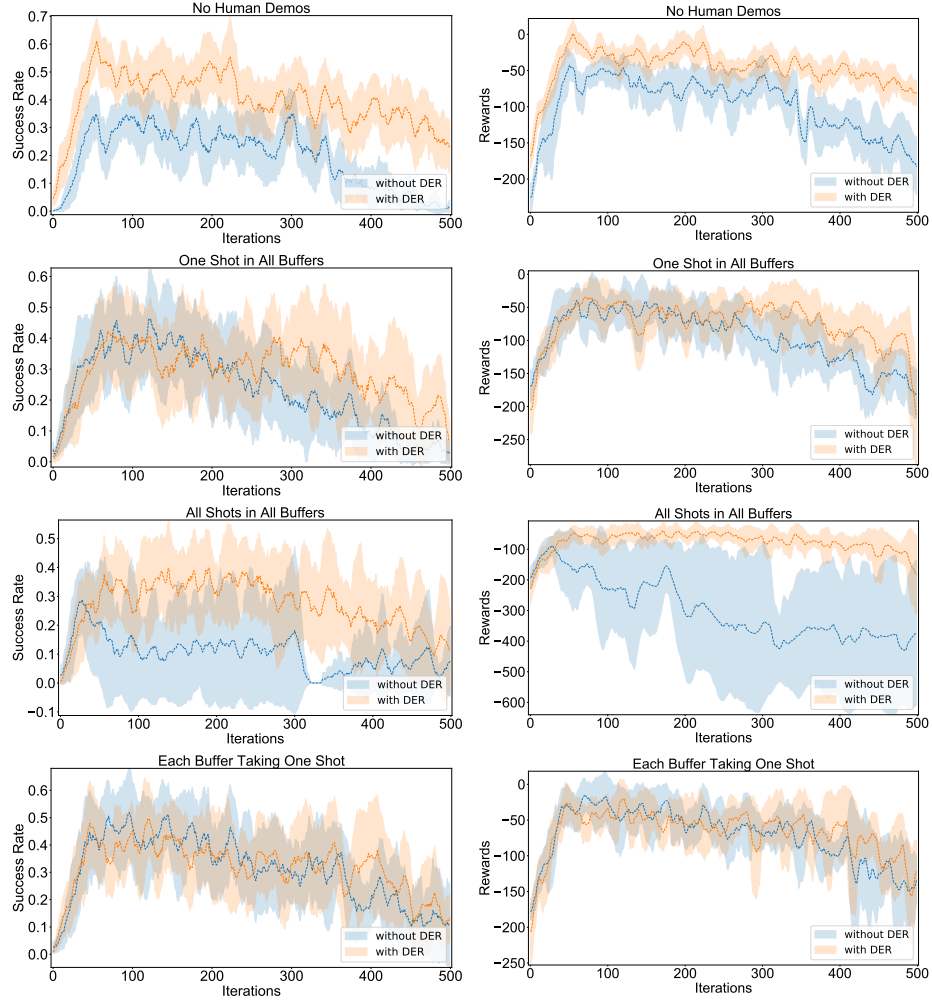 No Human Demos
0.7
0.6
0.5
0.4
0.3
0.2
0.1
0.0
Success Rate
0 100 200 300 400 500
Iterations
without DER
with DER
No Human Demos
0
−50
−100
−150
−200
Rewards
0 100 200 300 400 500
Iterations
without DER
with DER
One Shot in All Buffers
0.6
0.5
0.4
0.3
0.2
0.1
0.0
Success Rate
0 100 200 300 400 500
Iterations
without DER
with DER
One Shot in All Buffers
0
−50
−100
−150
−200
−250
Rewards
0 100 200 300 400 500
Iterations
without DER
with DER
All Shots in All Buffers
0.5
0.4
0.3
0.2
0.1
0.0
−0.1
Success Rate
0 100 200 300 400 500
Iterations
without DER
with DER
All Shots in All Buffers
−100
−200
−300
−400
−500
−600
Rewards
0 100 200 300 400 500
Iterations
without DER
with DER
Each Buffer Taking One Shot
0.6
0.5
0.4
0.3
0.2
0.1
0.0
Success Rate
0 100 200 300 400 500
Iterations
without DER
with DER
Each Buffer Taking One Shot
0
−50
−100
−150
−200
−250
Rewards
0 100 200 300 400 500
Iterations
without DER
with DER